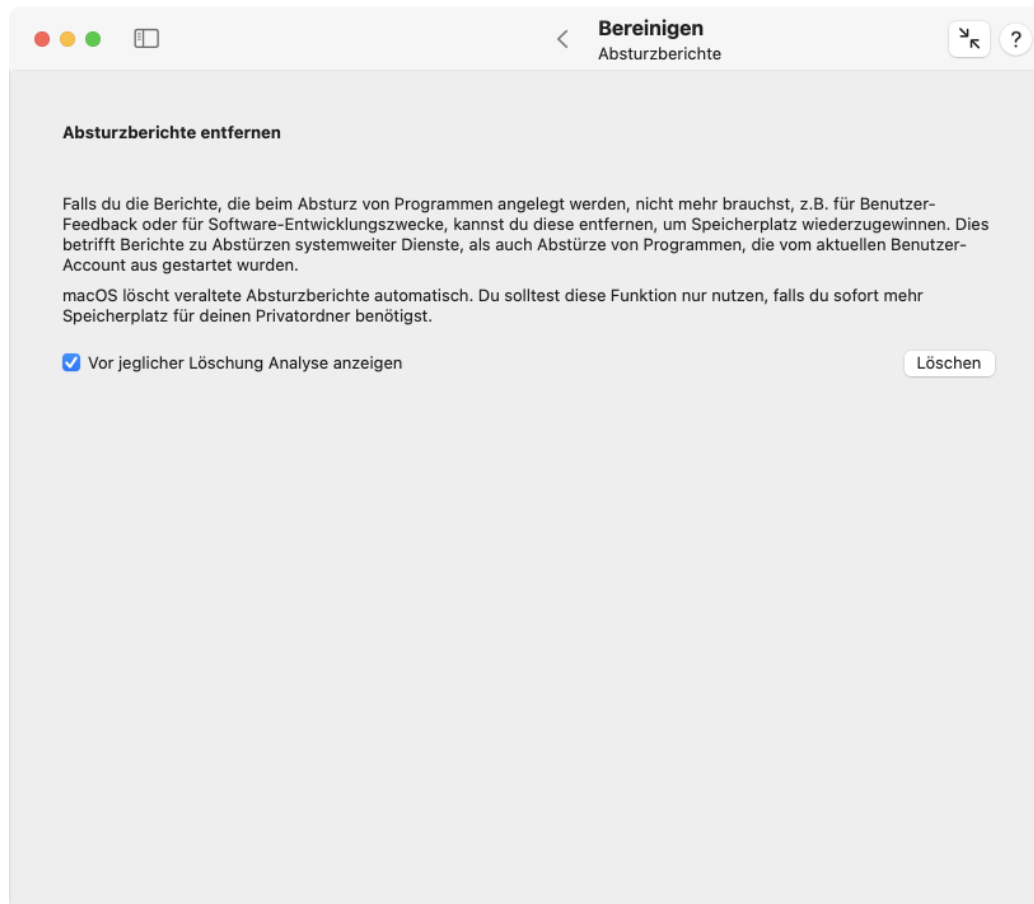 Bereinigen
Absturzberichte
?
Absturzberichte entfernen
Falls du die Berichte, die beim Absturz von Programmen angelegt werden, nicht mehr brauchst, z.B. für Benutzer-
Feedback oder für Software-Entwicklungszwecke, kannst du diese entfernen, um Speicherplatz wiederzugewinnen. Dies
betrifft Berichte zu Abstürzen systemweiter Dienste, als auch Abstürze von Programmen, die vom aktuellen Benutzer-
Account aus gestartet wurden.
macOS löscht veraltete Absturzberichte automatisch. Du solltest diese Funktion nur nutzen, falls du sofort mehr
Speicherplatz für deinen Privatordner benötigst.
Vor jeglicher Löschung Analyse anzeigen
Löschen